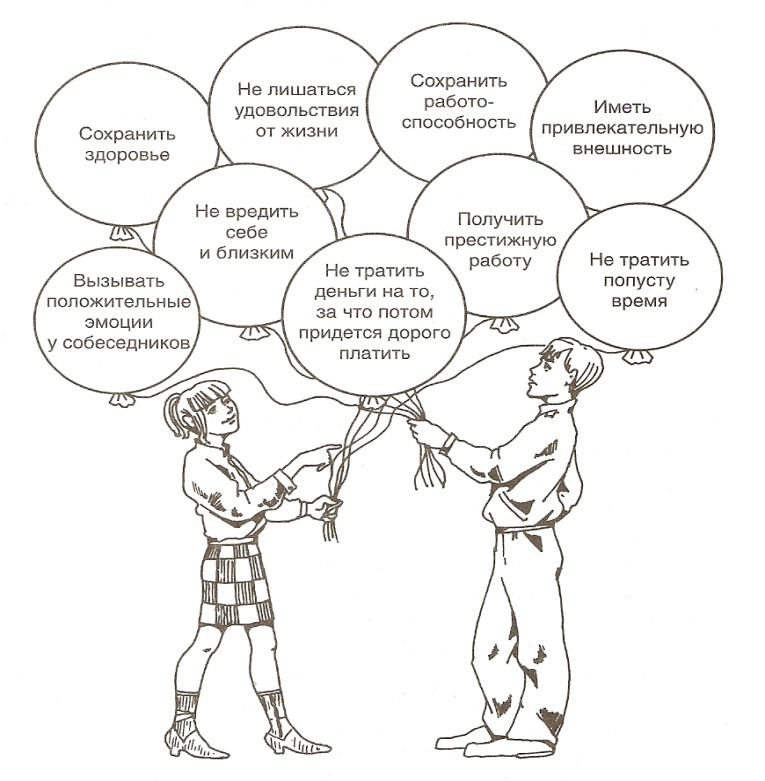 Сохранить
здоровье
Не лишаться
удовольствия
от жизни
Сохранить
работо-
способность
Иметь
привлекательную
внешность
Не вредить
себе
и близким
Получить
престижную
работу
Вызывать
положительные
эмоции
у собеседников
Не тратить
деньги на то,
за что потом
придется дорого
платить
Не тратить
попусту
время